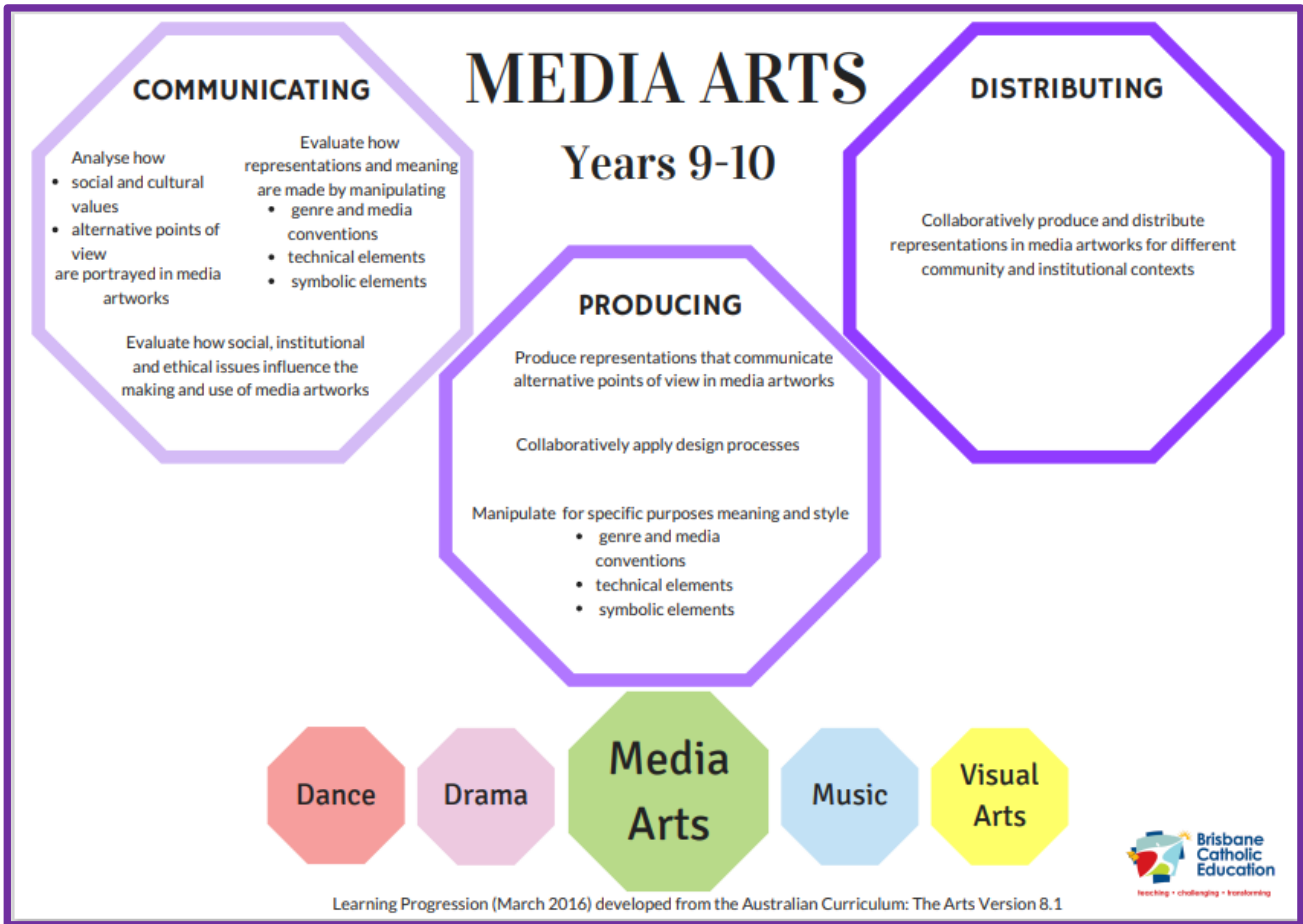 MEDIA ARTS
Years 9-10
COMMUNICATING
Analyse how
• social and cultural
values
• alternative points of
view
are portrayed in media
artworks
Evaluate how
representations and meaning
are made by manipulating
• genre and media
conventions
• technical elements
• symbolic elements
Evaluate how social, institutional
and ethical issues influence the
making and use of media artworks
PRODUCING
Produce representations that communicate
alternative points of view in media artworks
Collaboratively apply design processes
Manipulate for specific purposes meaning and style
• genre and media
conventions
• technical elements
• symbolic elements
DISTRIBUTING
Collaboratively produce and distribute
representations in media artworks for different
community and institutional contexts
Dance
Drama
Media
Arts
Music
Visual
Arts
Brisbane
Catholic
Education
teaching • challenging • transforming
Learning Progression (March 2016) developed from the Australian Curriculum: The Arts Version 8.1